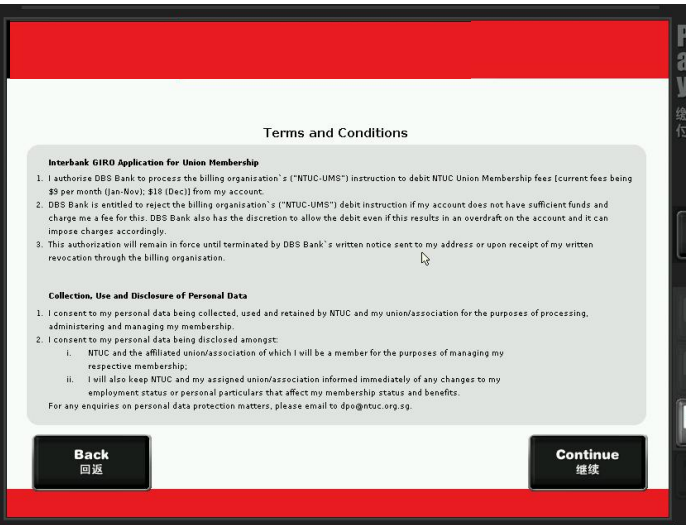 Terms and Conditions
Interbank GIRO Application for Union Membership
1. I authorise DBS Bank to process the billing organisation`s ("NTUC-UMS") instruction to debit NTUC Union Membership fees [current fees being
$9 per month (Jan-Nov); $18 (Dec)] from my account.
2. DBS Bank is entitled to reject the billing organisation`s ("NTUC-UMS") debit instruction if my account does not have sufficient funds and
charge me a fee for this. DBS Bank also has the discretion to allow the debit even if this results in an overdraft on the account and it can
impose charges accordingly.
3. This authorization will remain in force until terminated by DBS Bank`s written notice sent to my address or upon receipt of my written
revocation through the billing organisation.
Collection, Use and Disclosure of Personal Data
1. I consent to my personal data being collected, used and retained by NTUC and my union/association for the purposes of processing,
administering and managing my membership.
2. I consent to my personal data being disclosed amongst:
i. NTUC and the affiliated union/association of which I will be a member for the purposes of managing my
respective membership;
ii. I will also keep NTUC and my assigned union/association informed immediately of any changes to my
employment status or personal particulars that affect my membership status and benefits.
For any enquiries on personal data protection matters, please email to dpo@ntuc.org.sg.
Back
回返
Continue
继续